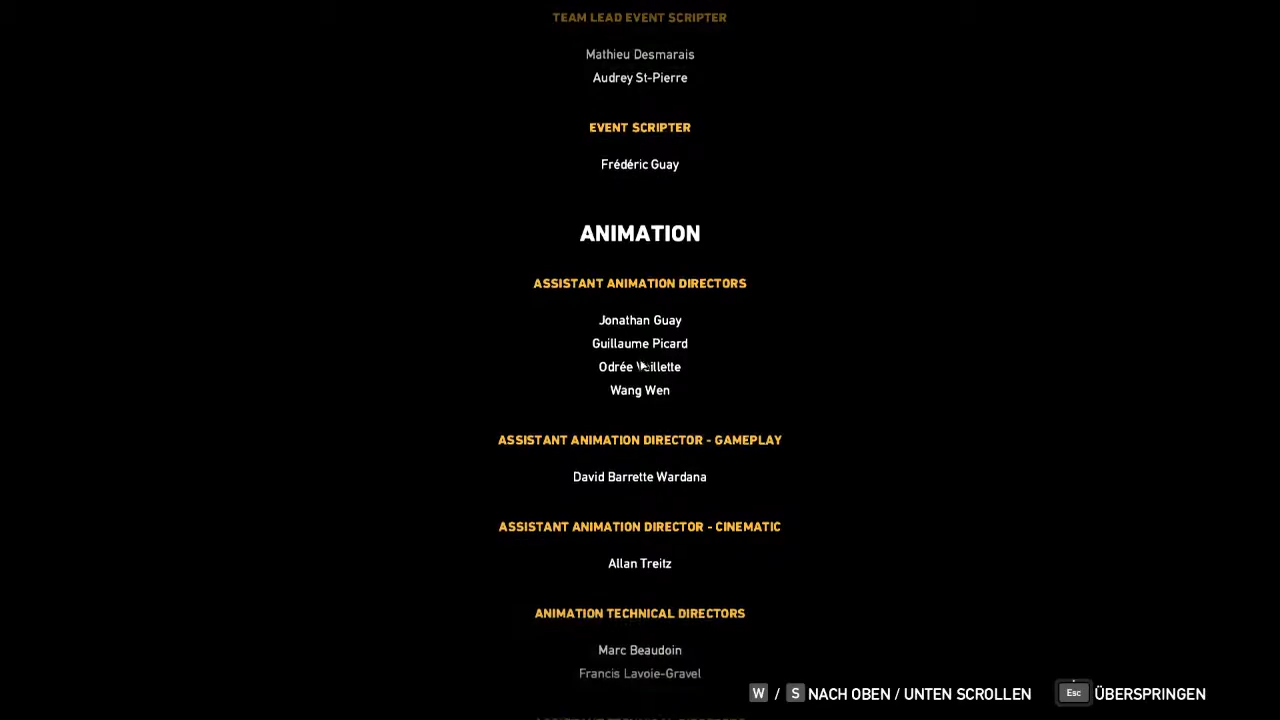 TEAM LEAD EVENT SCRIPTER
Mathieu Desmarais
Audrey St-Pierre
EVENT SCRIPTER
Frédéric Guay
ANIMATION
ASSISTANT ANIMATION DIRECTORS
Jonathan Guay
Guillaume Picard
Odrée
Wang Wen
ASSISTANT ANIMATION DIRECTOR - GAMEPLAY
David Barrette Wardana
ASSISTANT ANIMATION DIRECTOR - CINEMATIC
Allan Treitz
ANIMATION TECHNICAL DIRECTORS
Marc Beaudoin
Francis Lavoie-Gravel
W / S NACH OBEN / UNTEN SCROLLEN
Esc ÜBERSPRINGEN